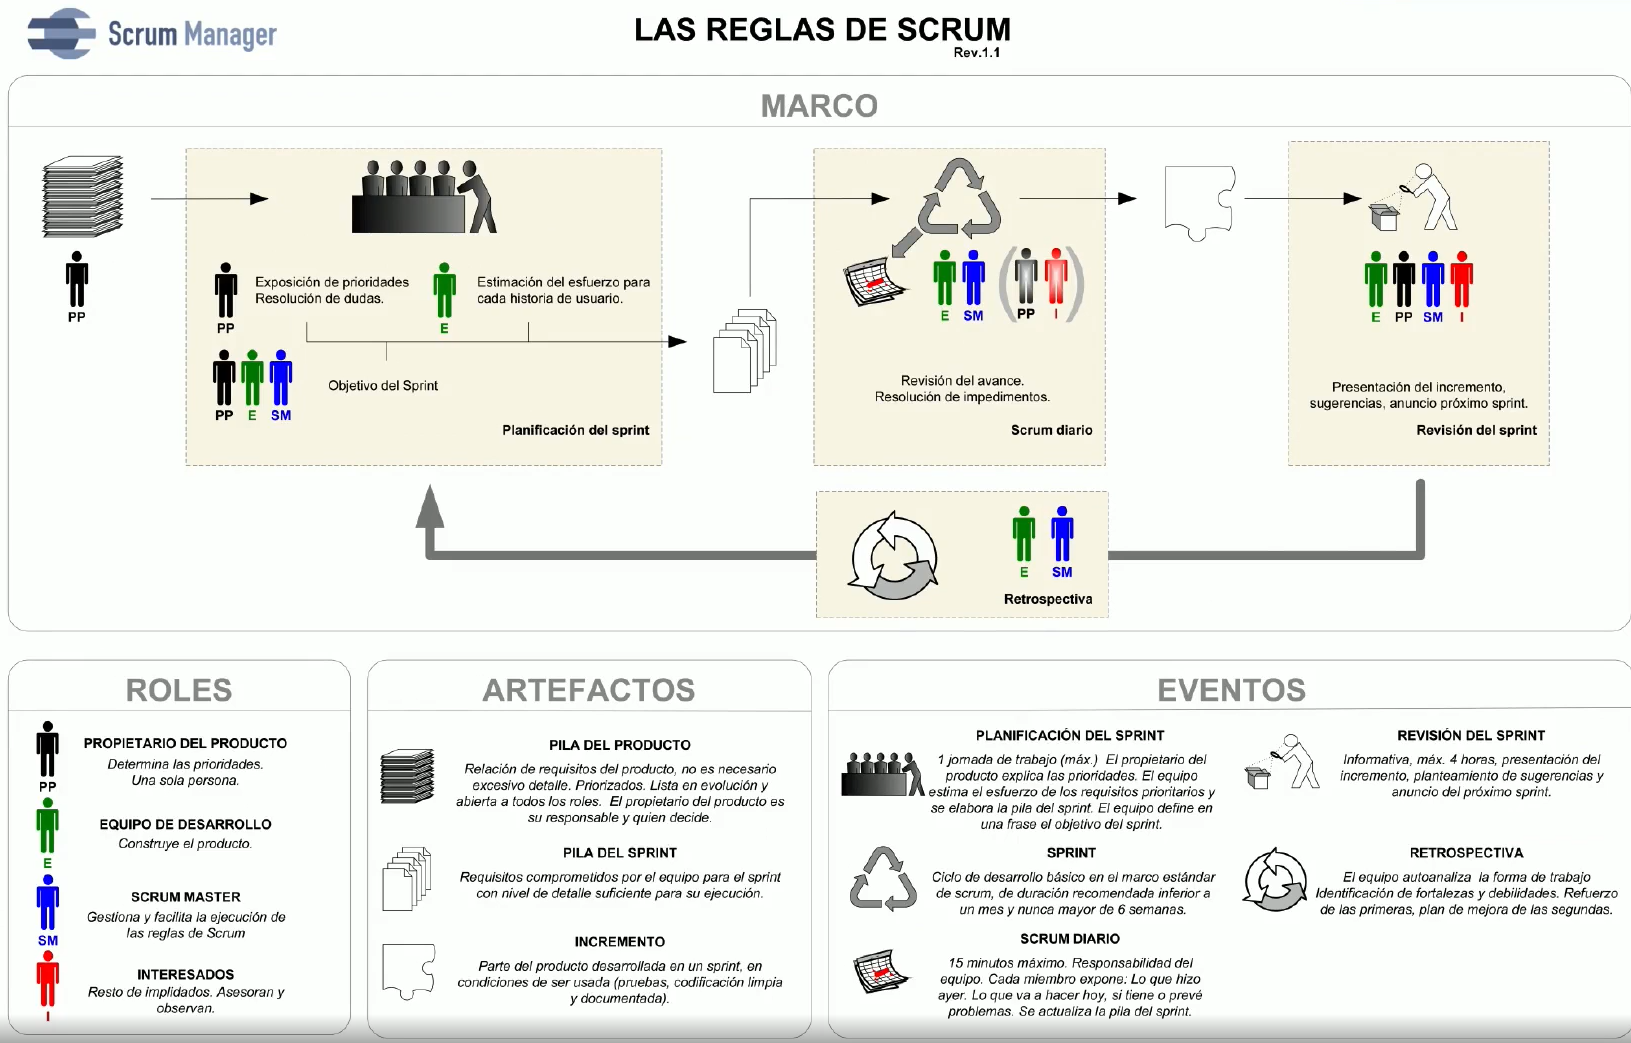 Scrum Manager
LAS REGLAS DE SCRUM
Rev.1.1
MARCO
PP
Exposición de prioridades
Resolución de dudas.
PP
Estimación del esfuerzo para
cada historia de usuario.
E
Objetivo del Sprint
PP E SM
Planificación del sprint
E SM (PP I)
Revisión del avance.
Resolución de impedimentos.
Scrum diario
E PP SM I
Presentación del incremento,
sugerencias, anuncio próximo sprint.
Revisión del sprint
E SM
Retrospectiva
ROLES
PP
PROPIETARIO DEL PRODUCTO
Determina las prioridades.
Una sola persona.
E
EQUIPO DE DESARROLLO
Construye el producto.
SM
SCRUM MASTER
Gestiona y facilita la ejecución de
las reglas de Scrum
I
INTERESADOS
Resto de implidados. Asesoran y
observan.
ARTEFACTOS
PILA DEL PRODUCTO
Relación de requisitos del producto, no es necesario
excesivo detalle. Priorizados. Lista en evolución y
abierta a todos los roles. El propietario del producto es
su responsable y quien decide.
PILA DEL SPRINT
Requisitos comprometidos por el equipo para el sprint
con nivel de detalle suficiente para su ejecución.
INCREMENTO
Parte del producto desarrollada en un sprint, en
condiciones de ser usada (pruebas, codificación limpia
y documentada).
EVENTOS
PLANIFICACIÓN DEL SPRINT
1 jornada de trabajo (máx.) El propietario del
producto explica las prioridades. El equipo
estima el esfuerzo de los requisitos prioritarios y
se elabora la pila del sprint. El equipo define en
una frase el objetivo del sprint.
SPRINT
Ciclo de desarrollo básico en el marco estándar
de scrum, de duración recomendada inferior a
un mes y nunca mayor de 6 semanas.
SCRUM DIARIO
15 minutos máximo. Responsabilidad del
equipo. Cada miembro expone: Lo que hizo
ayer. Lo que va a hacer hoy, si tiene o prevé
problemas. Se actualiza la pila del sprint.
REVISIÓN DEL SPRINT
Informativa, máx. 4 horas, presentación del
incremento, planteamiento de sugerencias y
anuncio del próximo sprint.
RETROSPECTIVA
El equipo autoanaliza la forma de trabajo
Identificación de fortalezas y debilidades. Refuerzo
de las primeras, plan de mejora de las segundas.